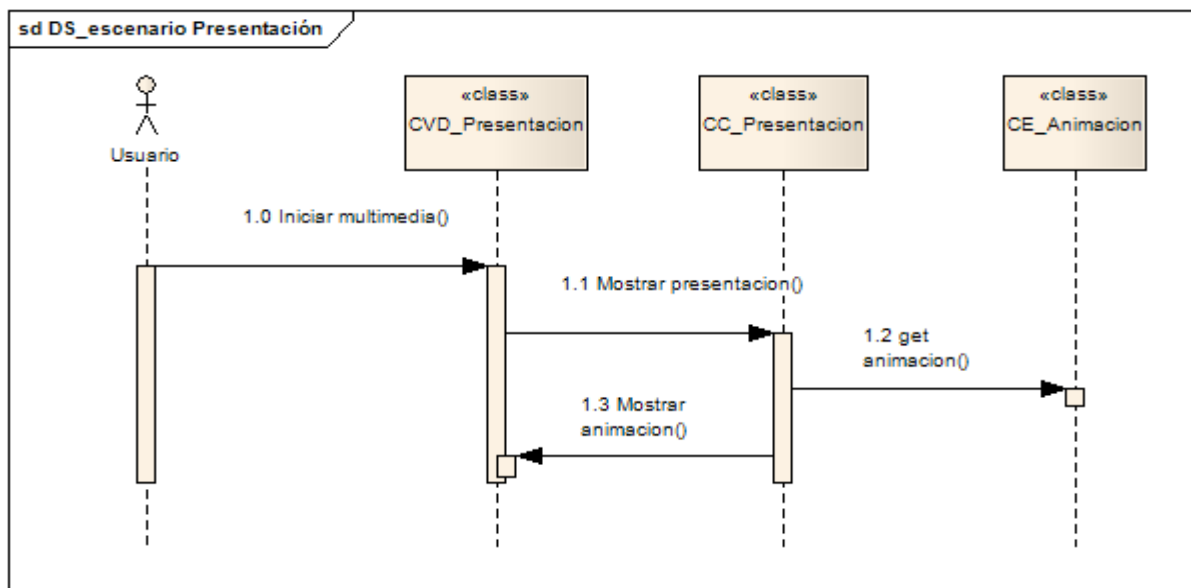 sd DS_escenario Presentación
«class»
CVD_Presentacion
«class»
CC_Presentacion
«class»
CE_Animacion
Usuario
1.0 Iniciar multimedia()
1.1 Mostrar presentacion()
1.2 get
animacion()
1.3 Mostrar
animacion()